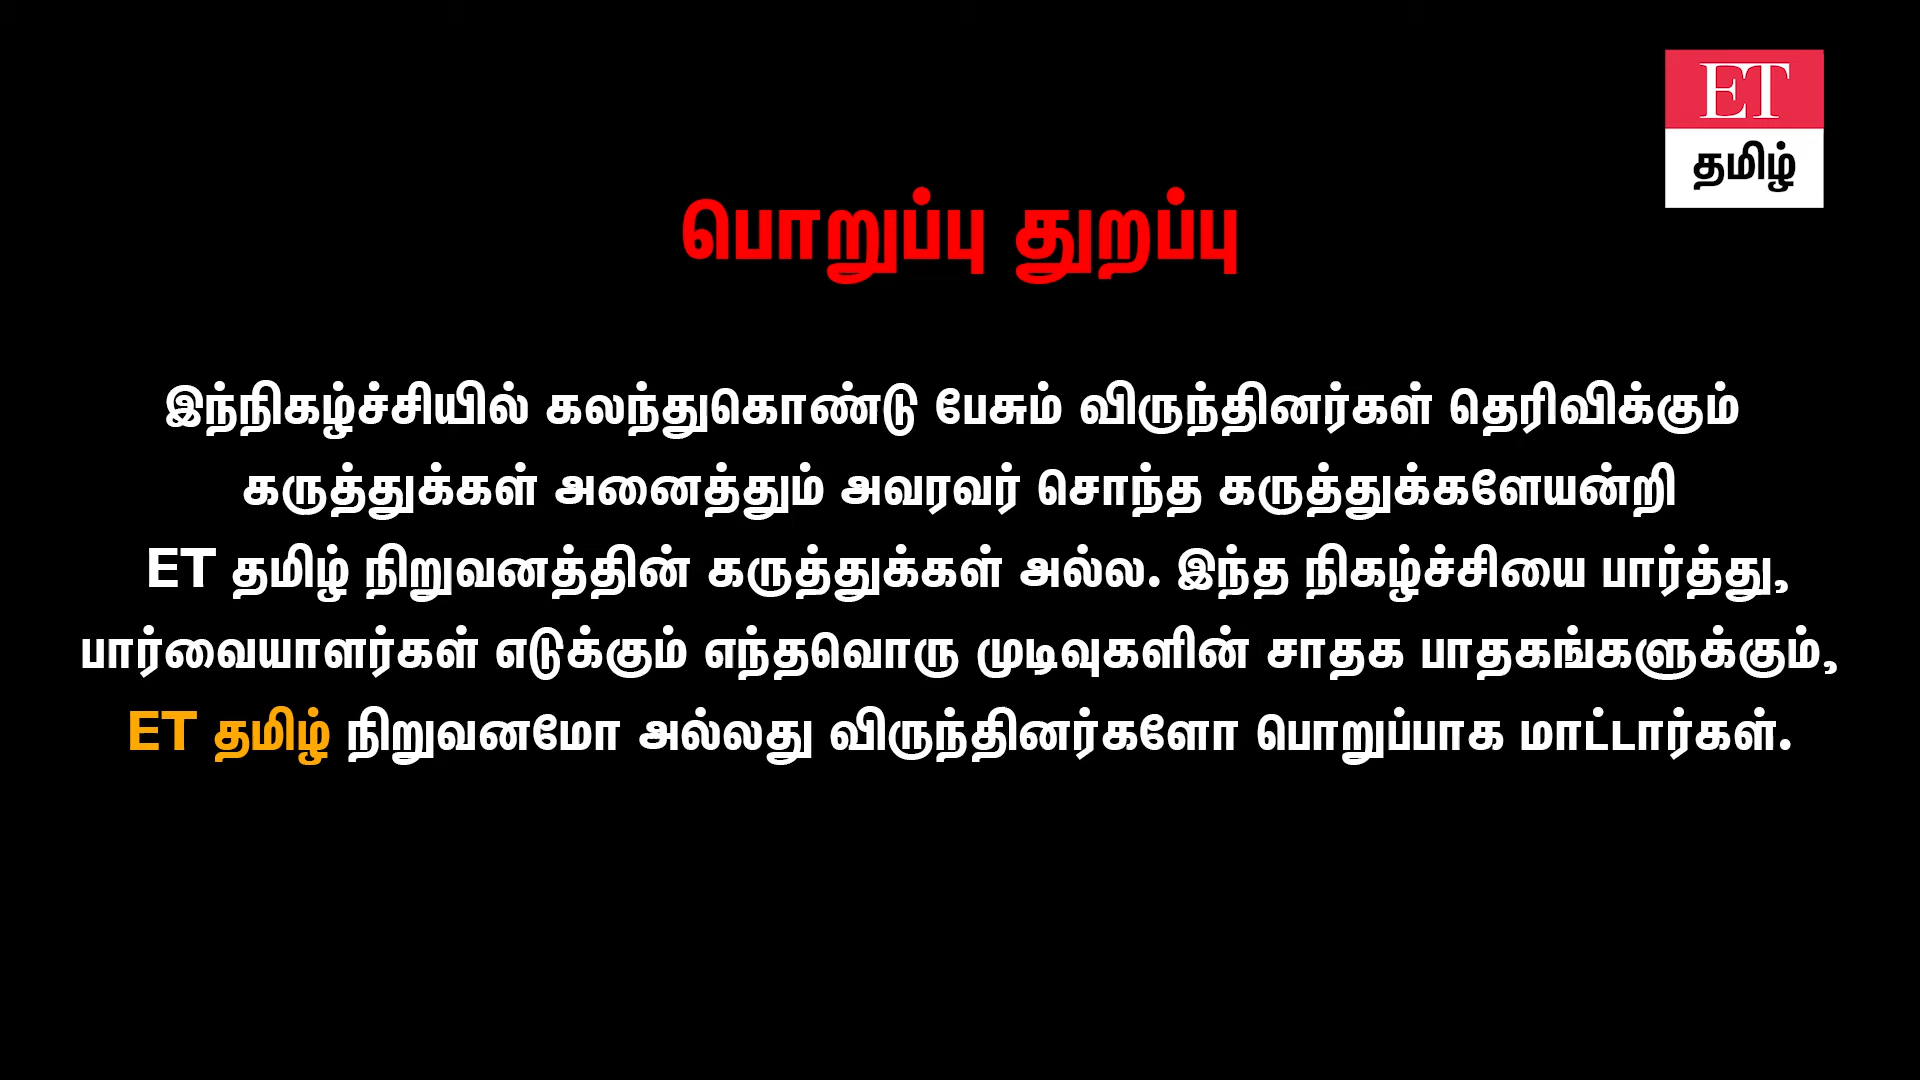 ET
தமிழ்
பொறுப்பு துறப்பு
இந்நிகழ்ச்சியில் கலந்துகொண்டு பேசும் விருந்தினர்கள் தெரிவிக்கும்
கருத்துக்கள் அனைத்தும் அவரவர் சொந்த கருத்துக்களேயன்றி
ET தமிழ் நிறுவனத்தின் கருத்துக்கள் அல்ல. இந்த நிகழ்ச்சியை பார்த்து,
பார்வையாளர்கள் எடுக்கும் எந்தவொரு முடிவுகளின் சாதக பாதகங்களுக்கும்,
ET தமிழ் நிறுவனமோ அல்லது விருந்தினர்களோ பொறுப்பாக மாட்டார்கள்.